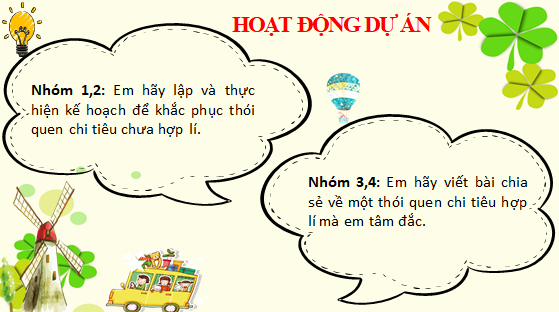 HOẠT ĐỘNG DỰ ÁN
Nhóm 1,2: Em hãy lập và thực
hiện kế hoạch để khắc phục thói
quen chi tiêu chưa hợp lí.
Nhóm 3,4: Em hãy viết bài chia
sẻ về một thói quen chi tiêu hợp
lí mà em tâm đắc.